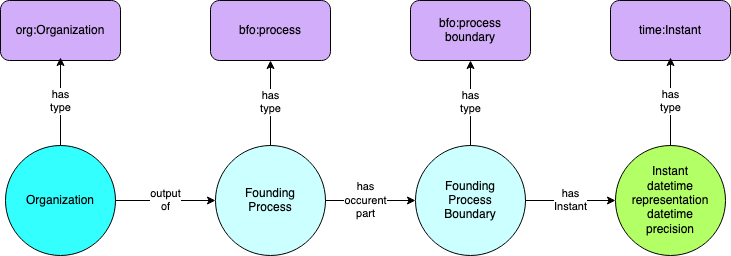 org:Organization
bfo:process
bfo:process
boundary
time:Instant
has
type
has
type
has
type
has
type
Organization
output
of
Founding
Process
has
occurent
part
Founding
Process
Boundary
has
Instant
Instant
datetime
representation
datetime
precision